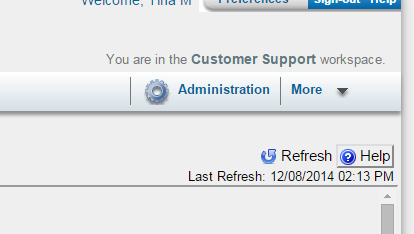 Welcome, Tina M Preferences Sign-out Help
You are in the Customer Support workspace.
Administration More
Refresh Help
Last Refresh: 12/08/2014 02:13 PM